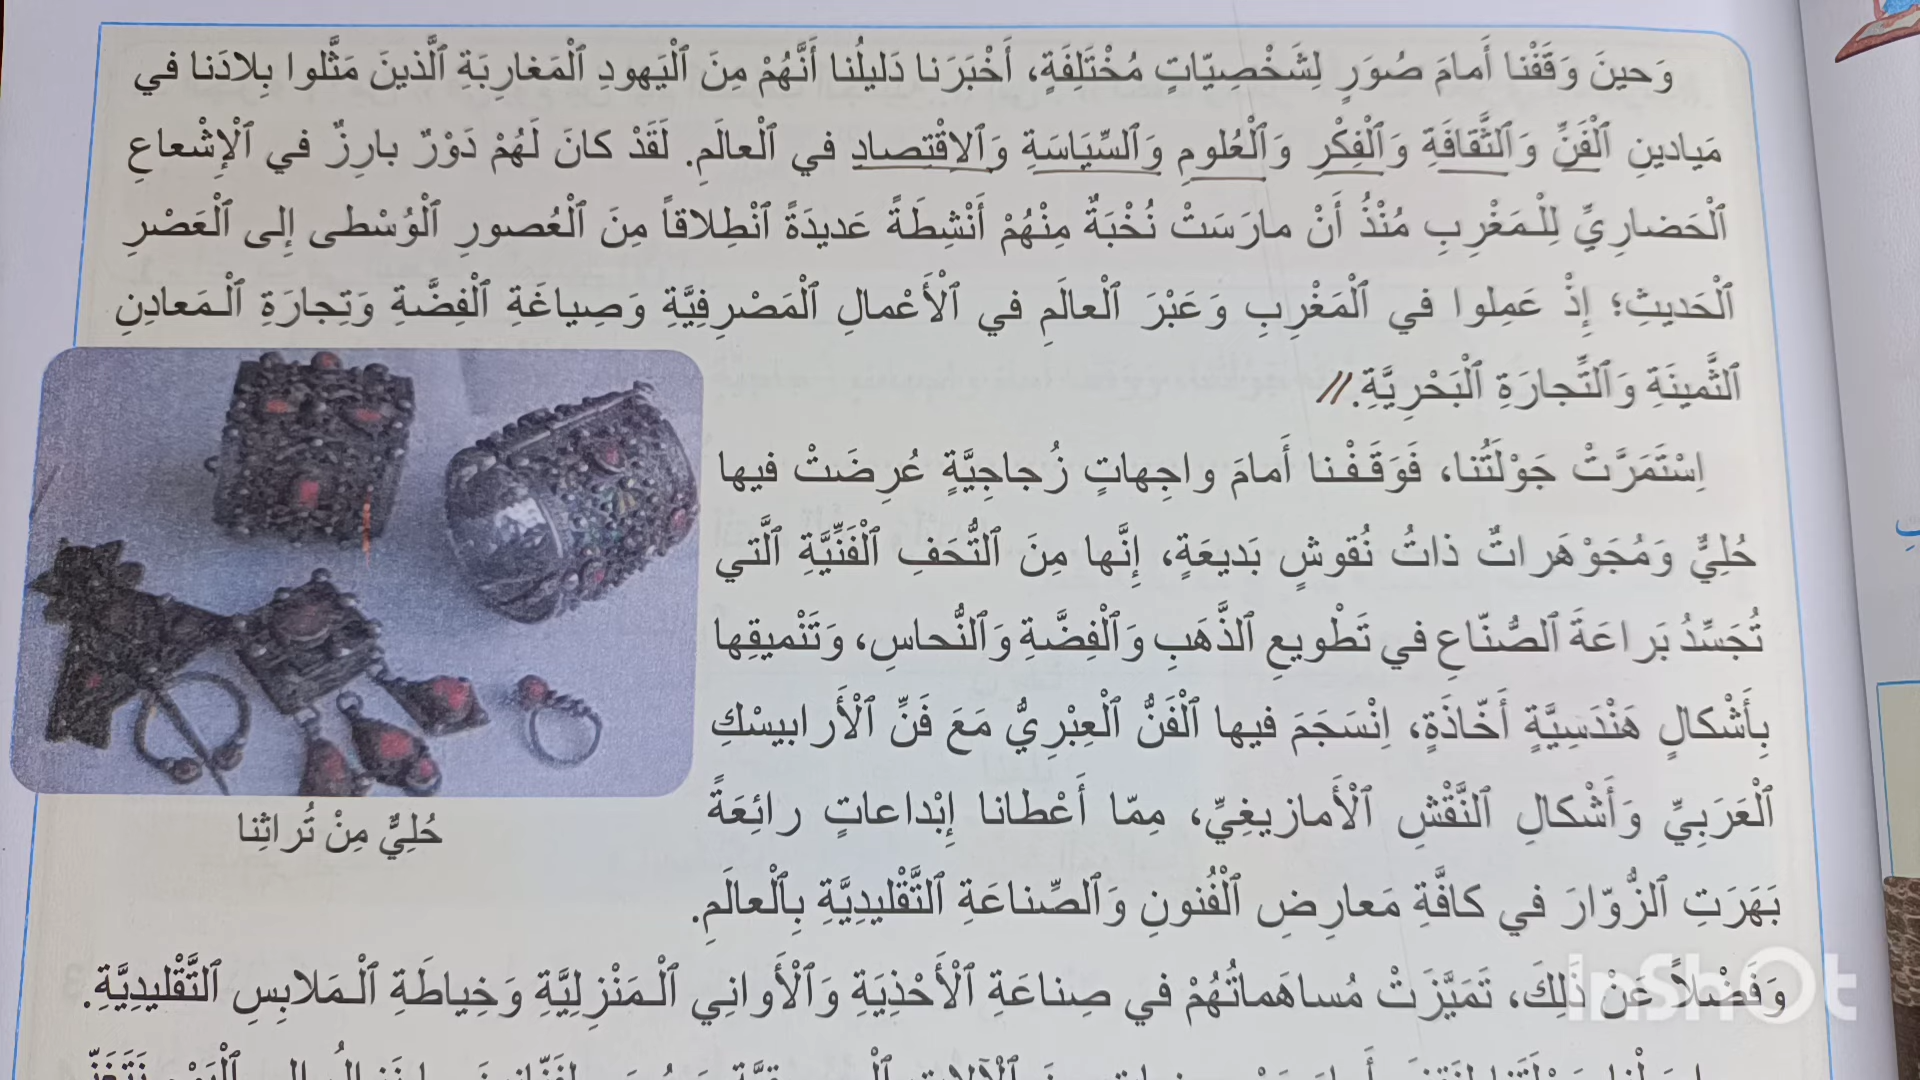 وَحينَ وَقَفْنا أَمامَ صُوَرٍ لِشَخْصِيّاتٍ مُخْتَلِفَةٍ، أَخْبَرَنا دَليلُنا أَنَّهُمْ مِنَ ٱلْيَهودِ ٱلْمَغارِبَةِ ٱلَّذينَ مَثَّلوا بِلادَنا في
مَيادينِ ٱلْفَنِّ وَٱلثَّقَافَةِ وَٱلْفِكْرِ وَٱلْعُلومِ وَٱلسِّيَاسَةِ وَٱلِاقْتِصادِ في ٱلْعالَمِ. لَقَدْ كانَ لَهُمْ دَوْرٌ بارِزٌ في ٱلْإِشْعاعِ
ٱلْحَضارِيِّ لِلْمَغْرِبِ مُنْذُ أَنْ مارَسَتْ نُخْبَةٌ مِنْهُمْ أَنْشِطَةً عَديدَةً ٱنْطِلاقاً مِنَ ٱلْعُصورِ ٱلْوُسْطى إِلى ٱلْعَصْرِ
ٱلْحَديثِ؛ إِذْ عَمِلوا في ٱلْمَغْرِبِ وَعَبْرَ ٱلْعالَمِ في ٱلْأَعْمالِ ٱلْمَصْرِفِيَّةِ وَصِياغَةِ ٱلْفِضَّةِ وَتِجارَةِ ٱلْمَعادِنِ
ٱلثَّمينَةِ وَٱلتِّجارَةِ ٱلْبَحْرِيَّةِ.//
اِسْتَمَرَّتْ جَوْلَتُنا، فَوَقَفْنا أَمامَ واجِهاتٍ زُجاجِيَّةٍ عُرِضَتْ فيها
حُلِيٌّ وَمُجَوْهَراتٌ ذاتُ نُقوشٍ بَديعَةٍ، إِنَّها مِنَ ٱلتُّحَفِ ٱلْفَنِّيَّةِ ٱلَّتي
تُجَسِّدُ بَراعَةَ ٱلصُّنّاعِ في تَطْويعِ ٱلذَّهَبِ وَٱلْفِضَّةِ وَٱلنُّحاسِ، وَتَنْميقِها
بِأَشْكالٍ هَنْدَسِيَّةٍ أَخّاذَةٍ، اِنْسَجَمَ فيها ٱلْفَنُّ ٱلْعِبْرِيُّ مَعَ فَنِّ ٱلْأَرابيسْكِ
ٱلْعَرَبِيِّ وَأَشْكالِ ٱلنَّقْشِ ٱلْأَمازيغِيِّ، مِمّا أَعْطانا إِبْداعاتٍ رائِعَةً
بَهَرَتِ ٱلزُّوّارَ في كافَّةِ مَعارِضِ ٱلْفُنونِ وَٱلصِّناعَةِ ٱلتَّقْليدِيَّةِ بِٱلْعالَمِ.
حُلِيٌّ مِنْ تُراثِنا
وَفَضْلاً عَنْ ذَلِكَ، تَمَيَّزَتْ مُساهَماتُهُمْ في صِناعَةِ ٱلْأَحْذِيَةِ وَٱلْأَواني ٱلْمَنْزِلِيَّةِ وَخِياطَةِ ٱلْمَلابِسِ ٱلتَّقْليدِيَّةِ.
InShOt